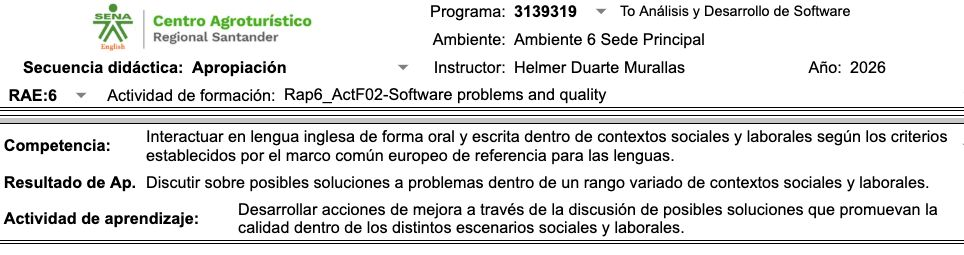 SENA
English
Centro Agroturístico
Regional Santander
Programa: 3139319 To Análisis y Desarrollo de Software
Ambiente: Ambiente 6 Sede Principal
Secuencia didáctica: Apropiación Instructor: Helmer Duarte Murallas Año: 2026
RAE:6 Actividad de formación: Rap6_ActF02-Software problems and quality
Competencia: Interactuar en lengua inglesa de forma oral y escrita dentro de contextos sociales y laborales según los criterios
establecidos por el marco común europeo de referencia para las lenguas.
Resultado de Ap. Discutir sobre posibles soluciones a problemas dentro de un rango variado de contextos sociales y laborales.
Actividad de aprendizaje: Desarrollar acciones de mejora a través de la discusión de posibles soluciones que promuevan la
calidad dentro de los distintos escenarios sociales y laborales.